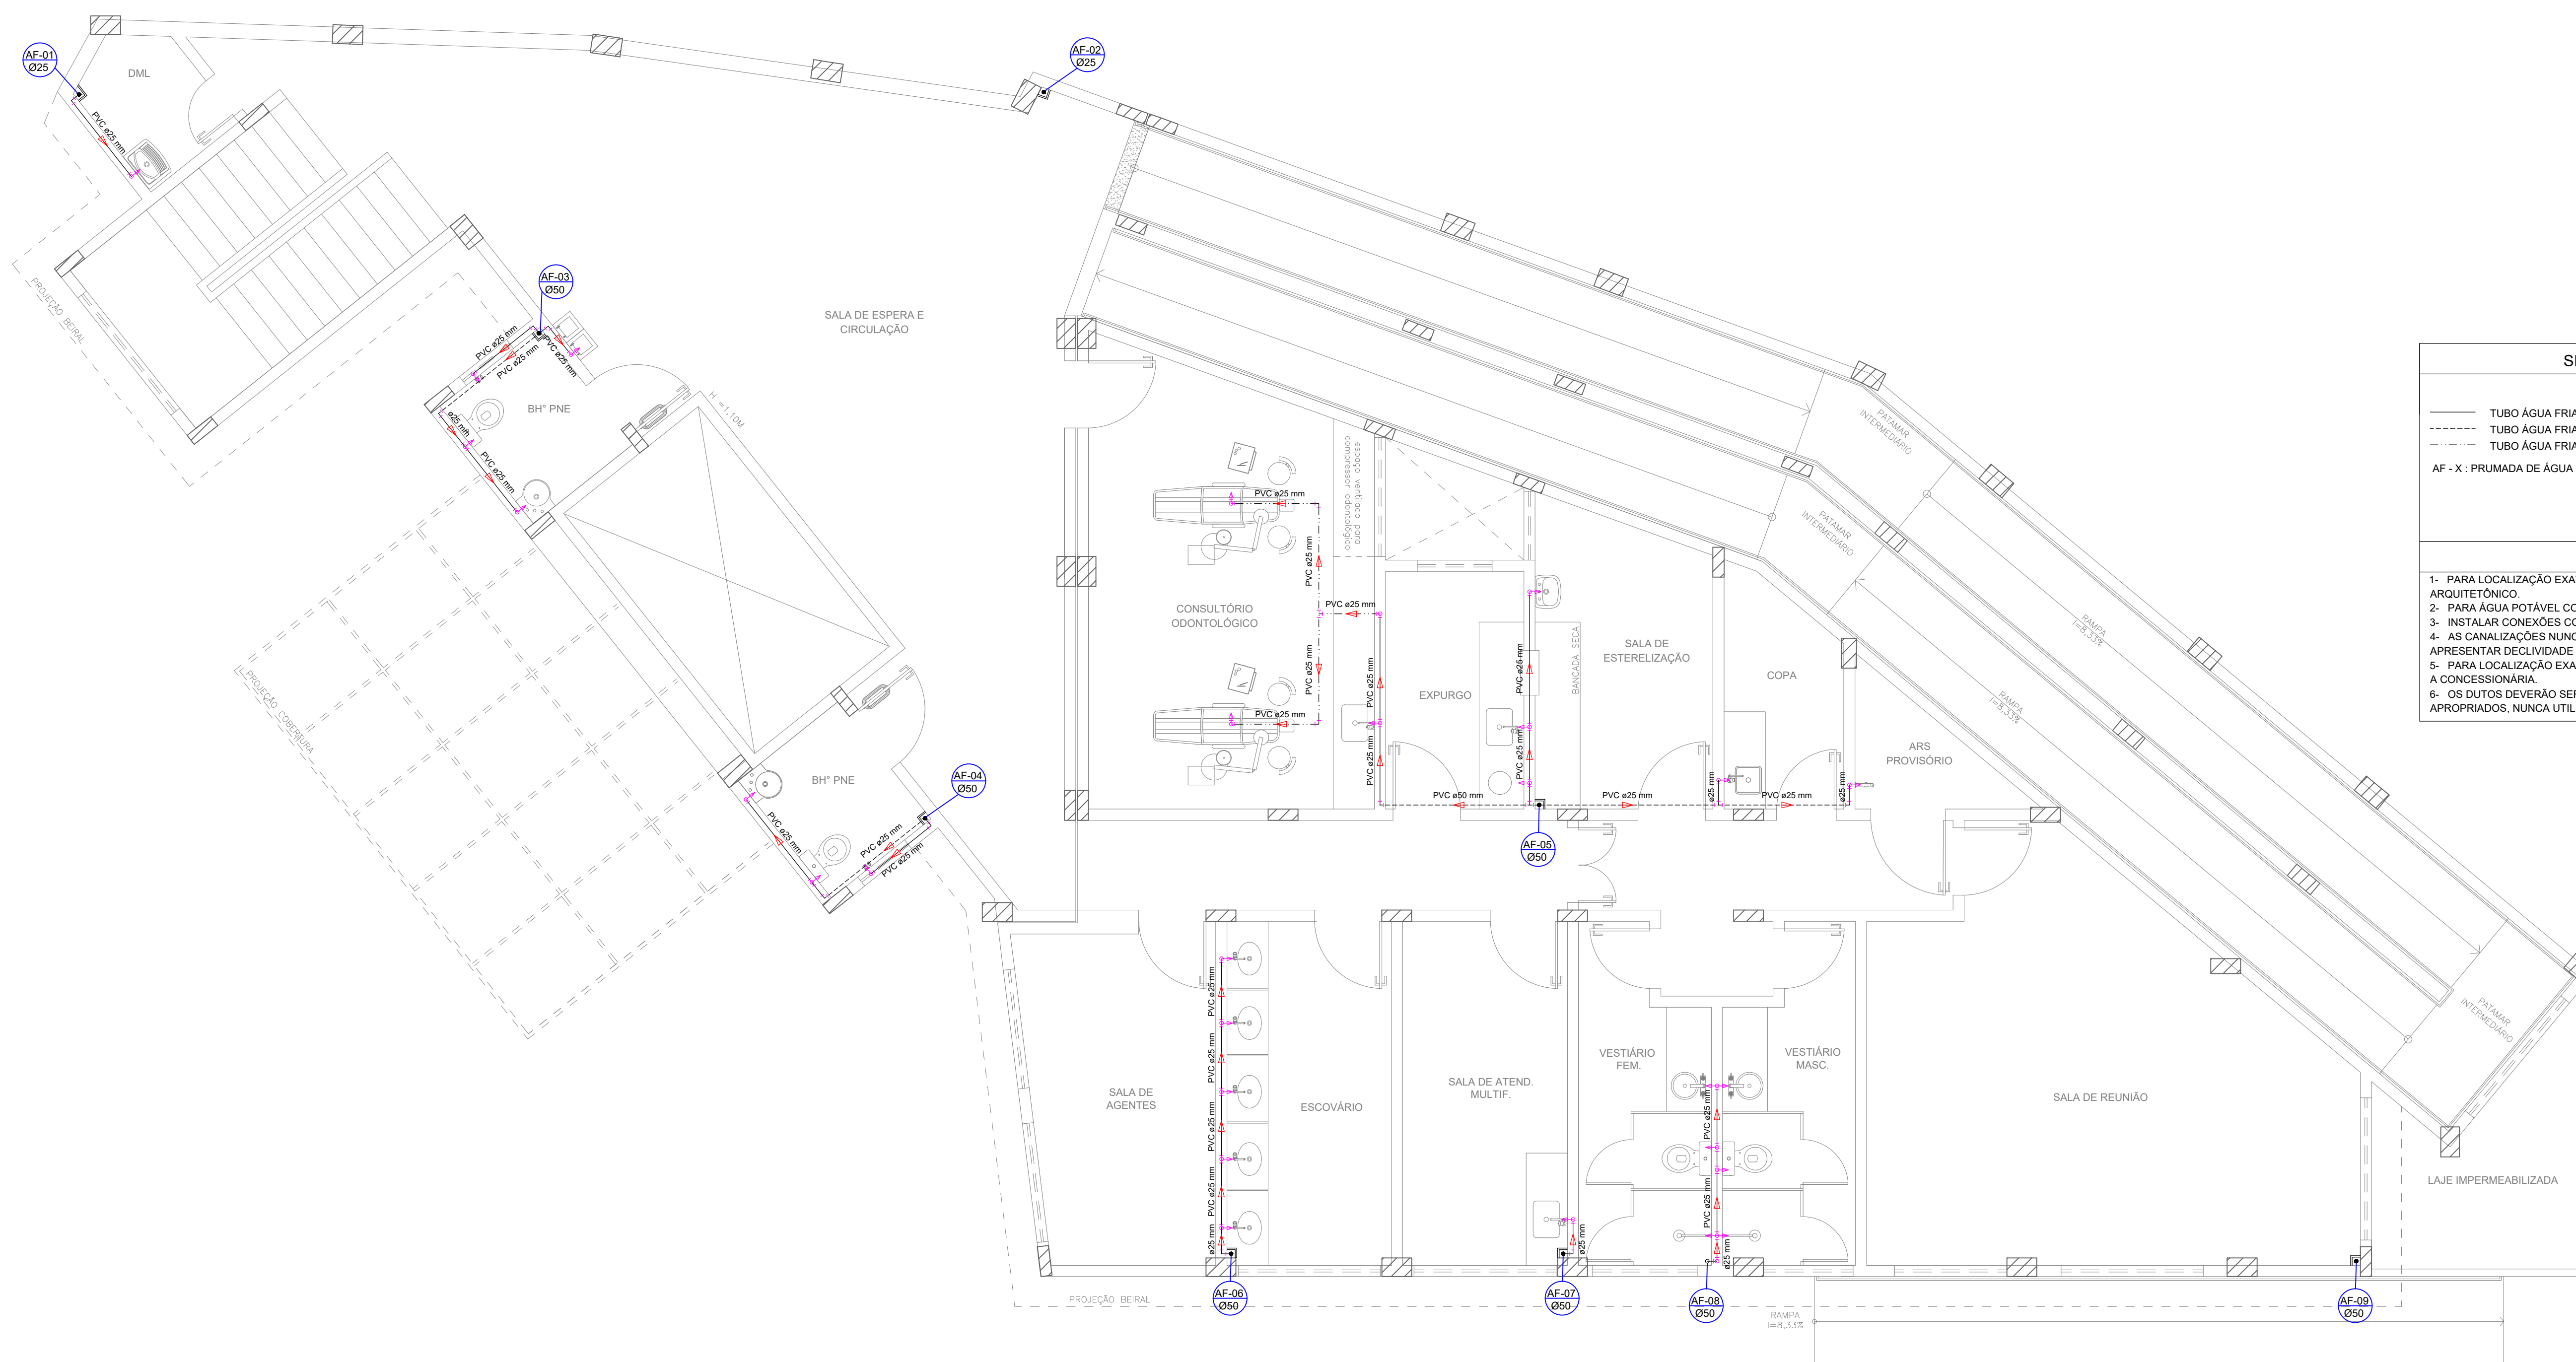 AF-01
Ø25
DML
PVC ø25 mm
AF-02
Ø25
AF-03
Ø50
PROJEÇÃO BEIRAL
SALA DE ESPERA E
CIRCULAÇÃO
PVC ø25 mm
PVC ø25 mm
PVC ø25 mm
BH° PNE
H =1,10M
ø25 mm
PVC ø25 mm
PROJEÇÃO COBERTURA
BH° PNE
AF-04
Ø50
PVC ø25 mm
PVC ø25 mm
PVC ø25 mm
PVC ø25 mm
espaço ventilado para
compressor odontológico
PVC ø25 mm
PVC ø25 mm
CONSULTÓRIO
ODONTOLÓGICO
PVC ø25 mm
PVC ø25 mm
PVC ø25 mm
PVC ø25 mm
EXPURGO
PVC ø25 mm
PVC ø25 mm
BANCADA SECA
SALA DE
ESTERELIZAÇÃO
COPA
ARS
PROVISÓRIO
ø25 mm
ø25 mm
PVC ø50 mm
PVC ø25 mm
PVC ø25 mm
AF-05
Ø50
PATAMAR
INTERMEDIÁRIO
PATAMAR
INTERMEDIÁRIO
RAMPA
i=8,33%
RAMPA
i=8,33%
PATAMAR
INTERMEDIÁRIO
TUBO ÁGUA FRIA
TUBO ÁGUA FRIA
TUBO ÁGUA FRIA
AF - X : PRUMADA DE ÁGUA
1- PARA LOCALIZAÇÃO EXA
ARQUITETÔNICO.
2- PARA ÁGUA POTÁVEL CO
3- INSTALAR CONEXÕES CO
4- AS CANALIZAÇÕES NUNC
APRESENTAR DECLIVIDADE
5- PARA LOCALIZAÇÃO EXA
A CONCESSIONÁRIA.
6- OS DUTOS DEVERÃO SER
APROPRIADOS, NUNCA UTIL
SALA DE
AGENTES
PVC ø25 mm
PVC ø25 mm
PVC ø25 mm
PVC ø25 mm
ø25 mm
ESCOVÁRIO
SALA DE ATEND.
MULTIF.
ø25 mm
VESTIÁRIO
FEM.
VESTIÁRIO
MASC.
PVC ø25 mm
PVC ø25 mm
ø25 mm
SALA DE REUNIÃO
LAJE IMPERMEABILIZADA
PROJEÇÃO BEIRAL
AF-06
Ø50
AF-07
Ø50
AF-08
Ø50
AF-09
Ø50
RAMPA
i=8,33%